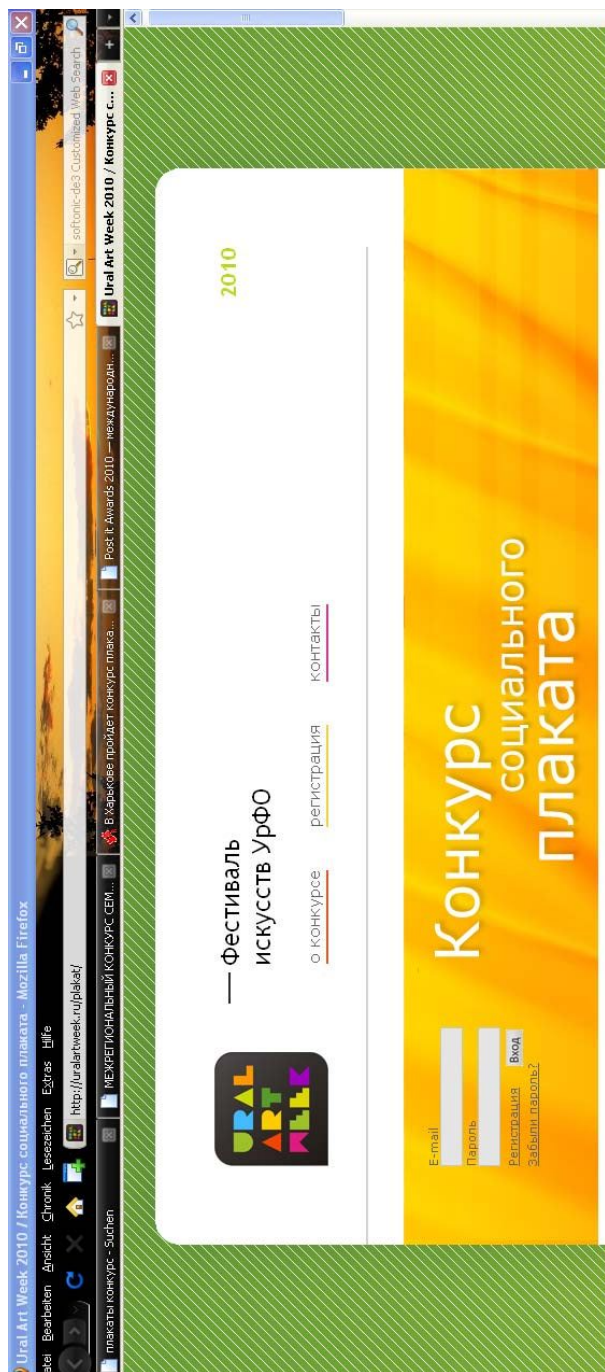 Ural Art Week 2010 / Конкурс социального плаката - Mozilla Firefox
Bearbeiten Ansicht Chronik Lesezeichen Extras Hilfe
http://uralartweek.ru/plakat/
softonic-de3 Customized Web Search
плакаты конкурс - Suchen
МЕЖРЕГИОНАЛЬНЫЙ КОНКУРС СЕМ...
В Харькове пройдет конкурс плака...
Post it Awards 2010 — международн...
Ural Art Week 2010 / Конкурс с...
URAL
ART
WEEK
— Фестиваль
искусств УрФО
2010
о конкурсе
регистрация
контакты
E-mail
Пароль
Вход
Регистрация
Забыли пароль?
Конкурс
социального
плаката